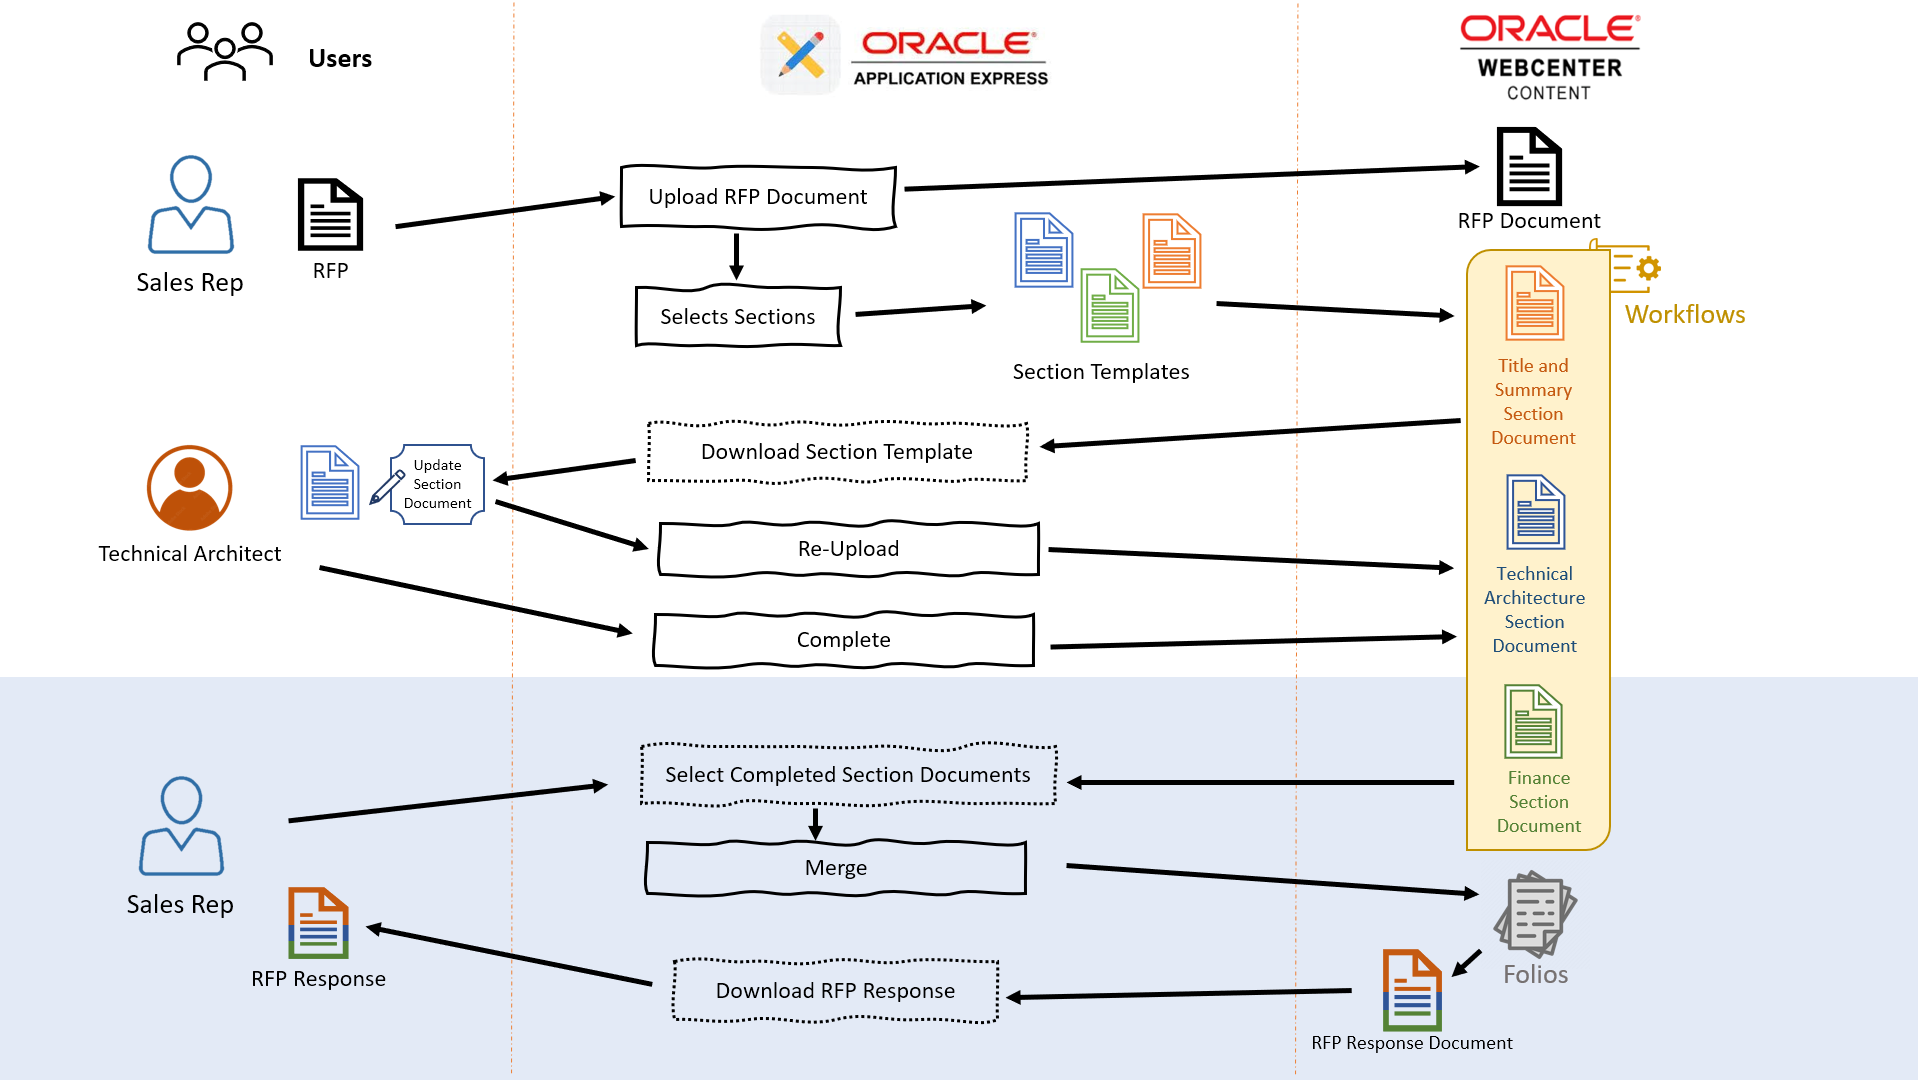 Users
ORACLE®
APPLICATION EXPRESS
ORACLE®
WEBCENTER
CONTENT
Sales Rep
RFP
Upload RFP Document
RFP Document
Selects Sections
Section Templates
Workflows
Title and
Summary
Section
Document
Technical Architect
Update
Section
Document
Download Section Template
Re-Upload
Complete
Technical
Architecture
Section
Document
Finance
Section
Document
Sales Rep
Select Completed Section Documents
Merge
Folios
RFP Response
Download RFP Response
RFP Response Document